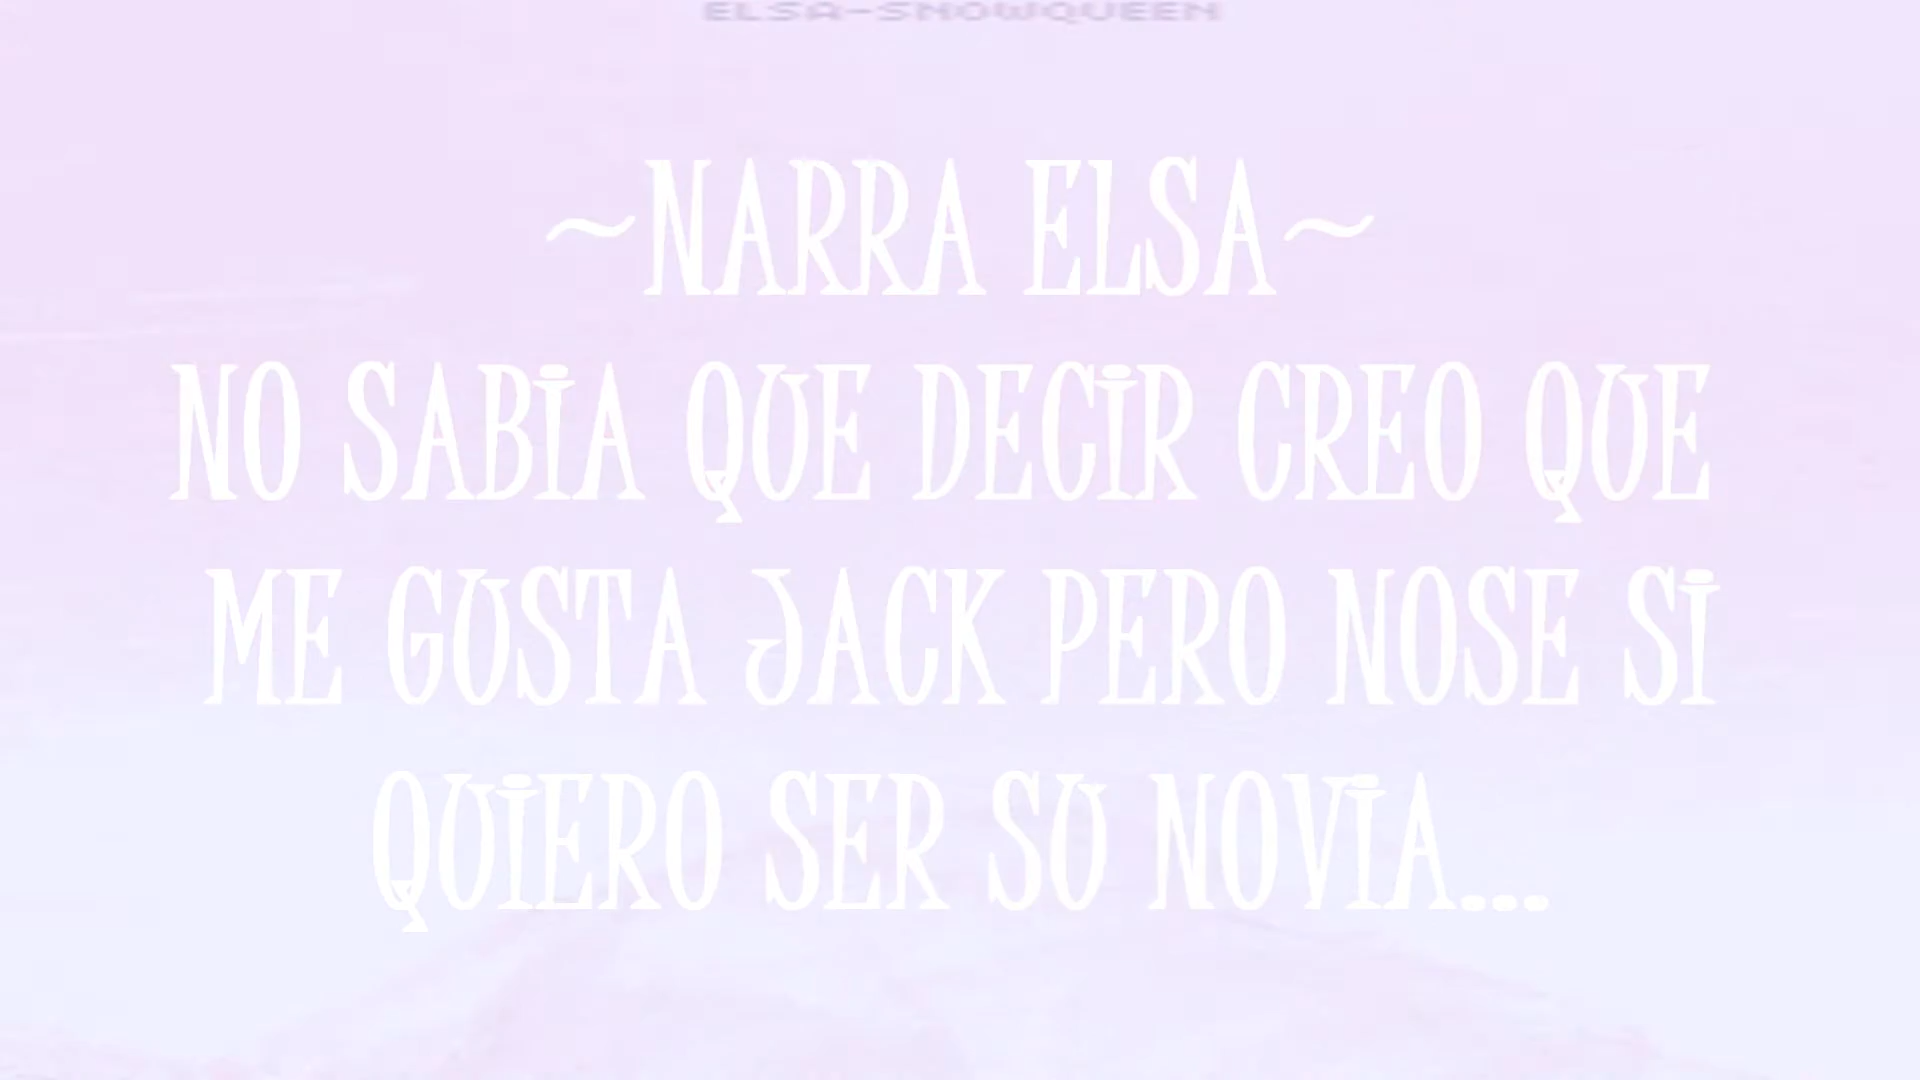 ELSA-SNOWQUEEN
~NARRA ELSA~
NO SABIA QUE DECIR CREO QUE
ME GUSTA JACK PERO NOSE SI
QUIERO SER SU NOVIA...